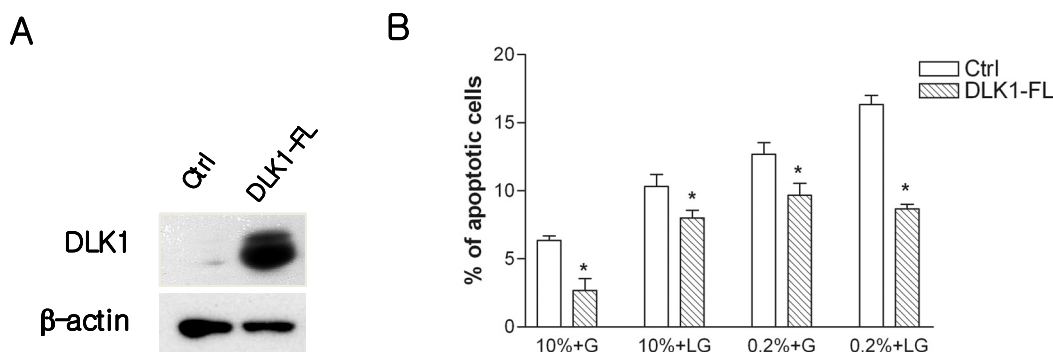 A
Ctrl
DLK1-FL
DLK1
β-actin
B
% of apoptotic cells
20
15
10
5
0
*
*
*
*
10%+G
10%+LG
0.2%+G
0.2%+LG
Ctrl
DLK1-FL